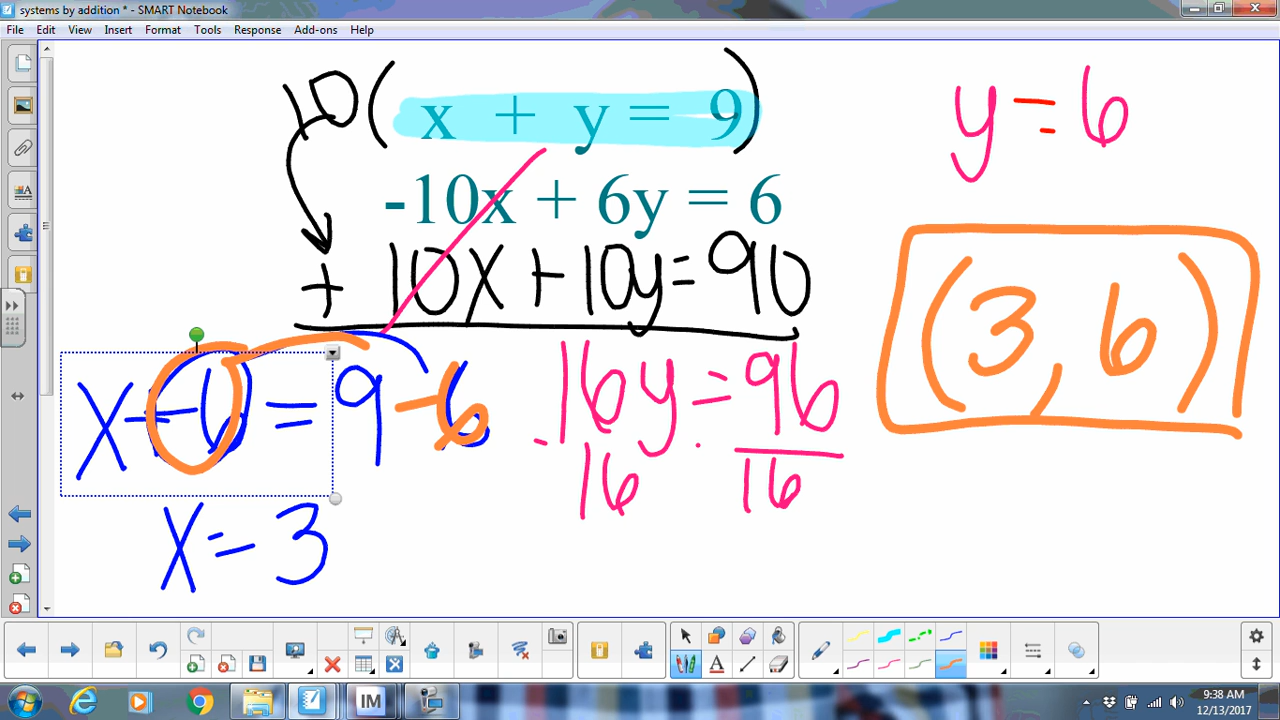 systems by addition * - SMART Notebook
File Edit View Insert Format Tools Response Add-ons Help
10( x + y = 9 )
-10x + 6y = 6
+ 10x + 10y = 90
x + 6 = 9 - 6
x = 3
16y = 96
16 16
y = 6
(3, 6)
IM
9:38 AM
12/13/2017